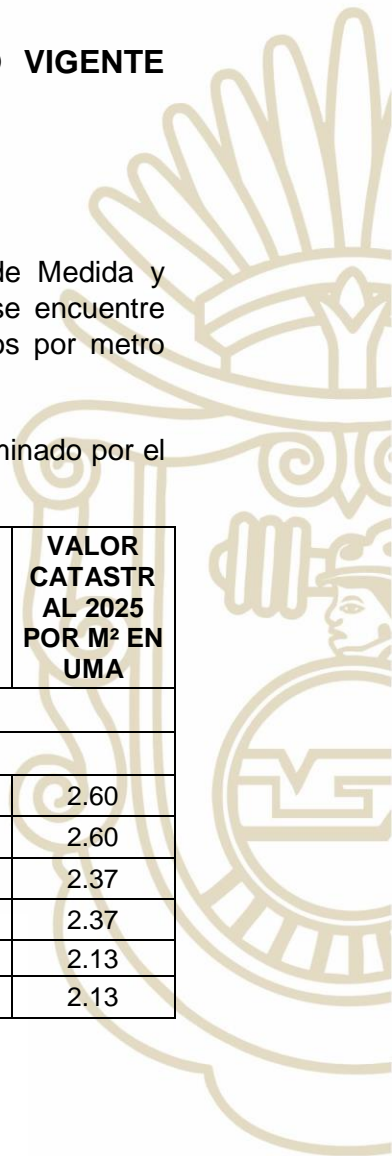 VIGENTE
de Medida y
se encuentre
os por metro
minado por el
VALOR
CATASTR
AL 2025
POR M² EN
UMA
2.60
2.60
2.37
2.37
2.13
2.13